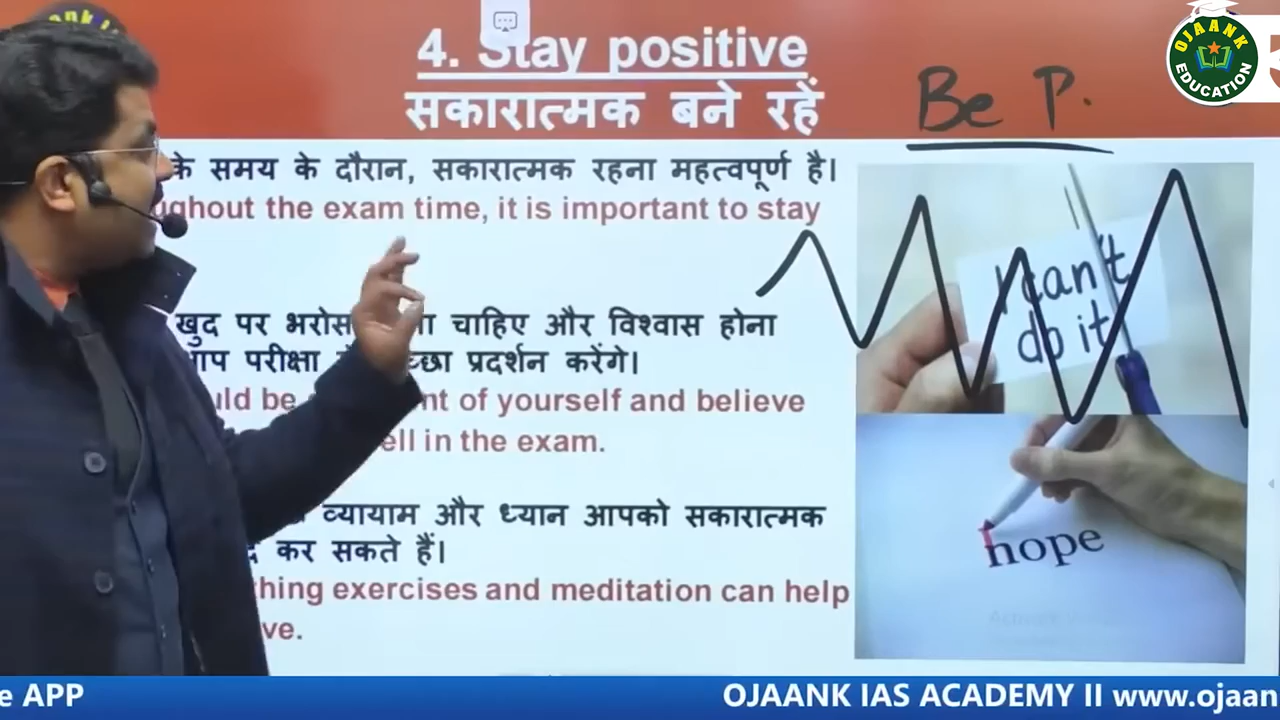 4. Stay positive
सकारात्मक बने रहें
Be P.
OJAANK
EDUCATION
के समय के दौरान, सकारात्मक रहना महत्वपूर्ण है।
ughout the exam time, it is important to stay
I can't
do it
खुद पर भरोस चाहिए और विश्वास होना
परीक्षा प्रदर्शन करेंगे।
uld be nt of yourself and believe
ell in the exam.
hope
व्यायाम और ध्यान आपको सकारात्मक
कर सकते हैं।
thing exercises and meditation can help
ve.
e APP
OJAANK IAS ACADEMY II www.ojaan